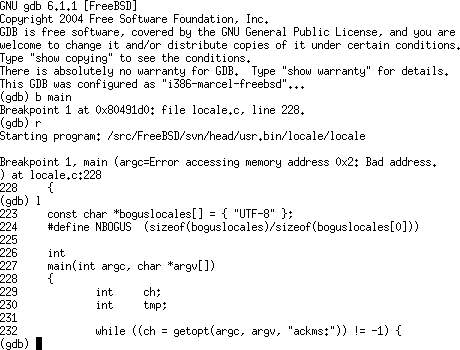 GNU gdb 6.1.1 [FreeBSD]
Copyright 2004 Free Software Foundation, Inc.
GDB is free software, covered by the GNU General Public License, and you are
welcome to change it and/or distribute copies of it under certain conditions.
Type "show copying" to see the conditions.
There is absolutely no warranty for GDB.  Type "show warranty" for details.
This GDB was configured as "i386-marcel-freebsd"...
(gdb) b main
Breakpoint 1 at 0x80491d0: file locale.c, line 228.
(gdb) r
Starting program: /src/FreeBSD/svn/head/usr.bin/locale/locale

Breakpoint 1, main (argc=Error accessing memory address 0x2: Bad address.
) at locale.c:228
228     {
(gdb) l
223     const char *boguslocales[] = { "UTF-8" };
224     #define NBOGUS  (sizeof(boguslocales)/sizeof(boguslocales[0]))
225
226     int
227     main(int argc, char *argv[])
228     {
229             int     ch;
230             int     tmp;
231
232             while ((ch = getopt(argc, argv, "ackms:")) != -1) {
(gdb)